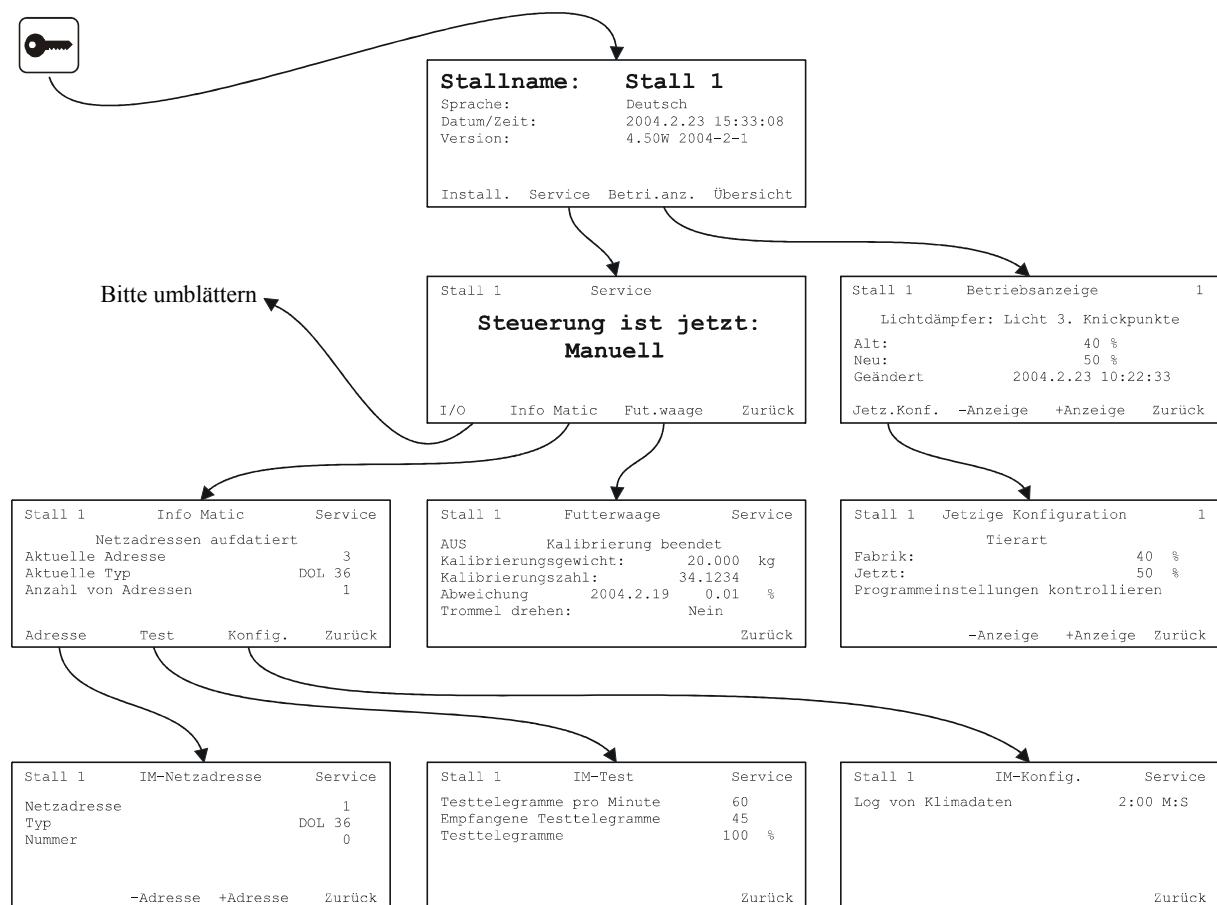 Stallname: Stall 1
Sprache: Deutsch
Datum/Zeit: 2004.2.23 15:33:08
Version: 4.50W 2004-2-1
Install. Service Betri.anz. Übersicht
Bitte umblättern
Stall 1 Service
Steuerung ist jetzt:
Manuell
I/O Info Matic Fut.waage Zurück
Stall 1 Betriebsanzeige 1
Lichtdämpfer: Licht 3. Knickpunkte
Alt: 40 %
Neu: 50 %
Geändert 2004.2.23 10:22:33
Jetz.Konf. -Anzeige +Anzeige Zurück
Stall 1 Info Matic Service
Netzadressen aufdatiert
Aktuelle Adresse 3
Aktuelle Typ DOL 36
Anzahl von Adressen 1
Adresse Test Konfig. Zurück
Stall 1 Futterwaage Service
AUS Kalibrierung beendet
Kalibrierungsgewicht: 20.000 kg
Kalibrierungszahl: 34.1234
Abweichung 2004.2.19 0.01 %
Trommel drehen: Nein
Zurück
Stall 1 Jetzige Konfiguration 1
Tierart
Fabrik: 40 %
Jetzt: 50 %
Programmeinstellungen kontrollieren
-Anzeige +Anzeige Zurück
Stall 1 IM-Netzadresse Service
Netzadresse 1
Typ DOL 36
Nummer 0
-Adresse +Adresse Zurück
Stall 1 IM-Test Service
Testtelegramme pro Minute 60
Empfangene Testtelegramme 45
Testtelegramme 100 %
Zurück
Stall 1 IM-Konfig. Service
Log von Klimadaten 2:00 M:S
Zurück